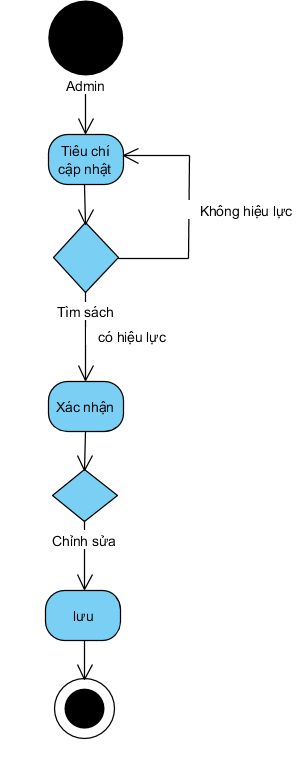 Admin
Tiêu chí
cập nhật
Không hiệu lực
Tìm sách
có hiệu lực
Xác nhận
Chỉnh sửa
lưu